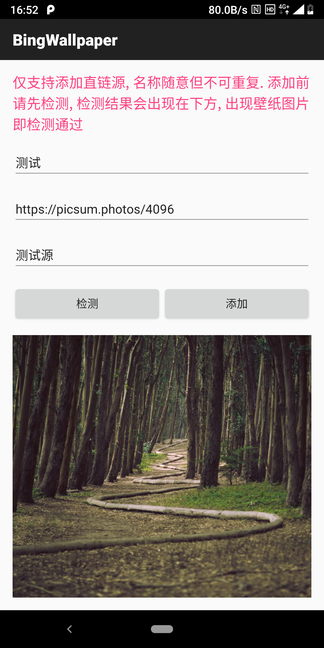 16:52 80.0B/s HD 4G+
BingWallpaper
仅支持添加直链源, 名称随意但不可重复. 添加前
请先检测, 检测结果会出现在下方, 出现壁纸图片
即检测通过
测试
https://picsum.photos/4096
测试源
检测 添加